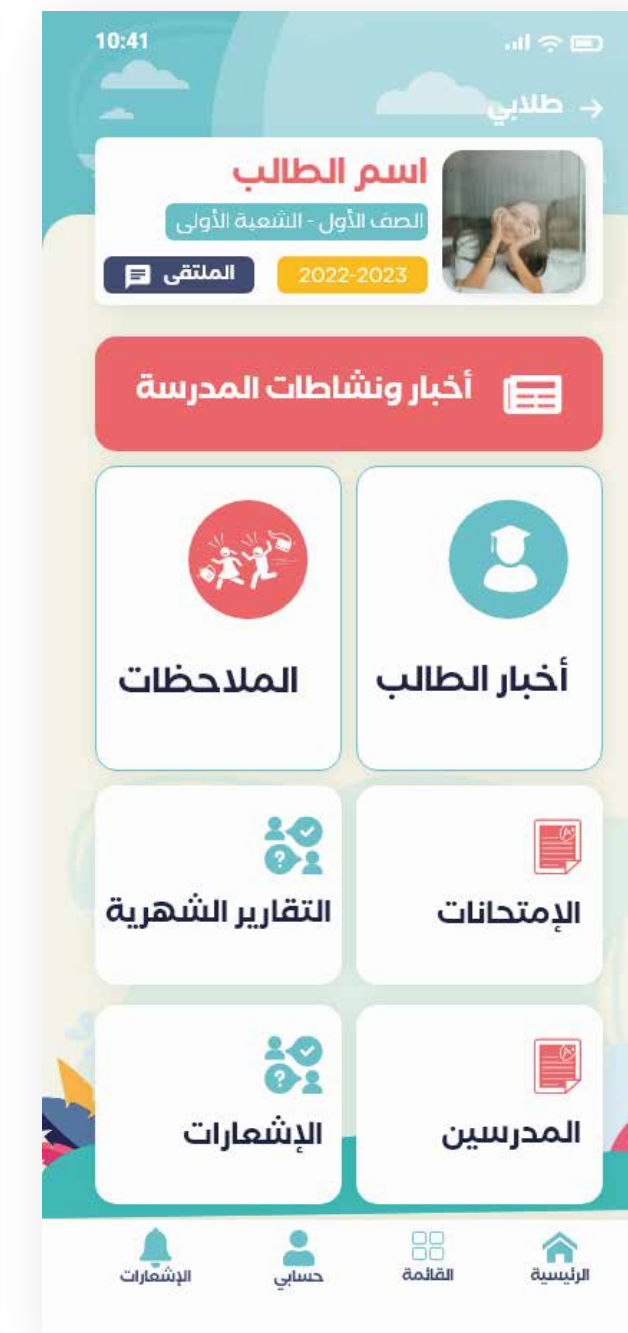 10:41
طلابي
اسم الطالب
الصف الأول - الشعبة الأولى
2022-2023
الملتقى
أخبار ونشاطات المدرسة
أخبار الطالب
الملاحظات
الإمتحانات
التقارير الشهرية
المدرسين
الإشعارات
الرئيسية
القائمة
حسابي
الإشعارات